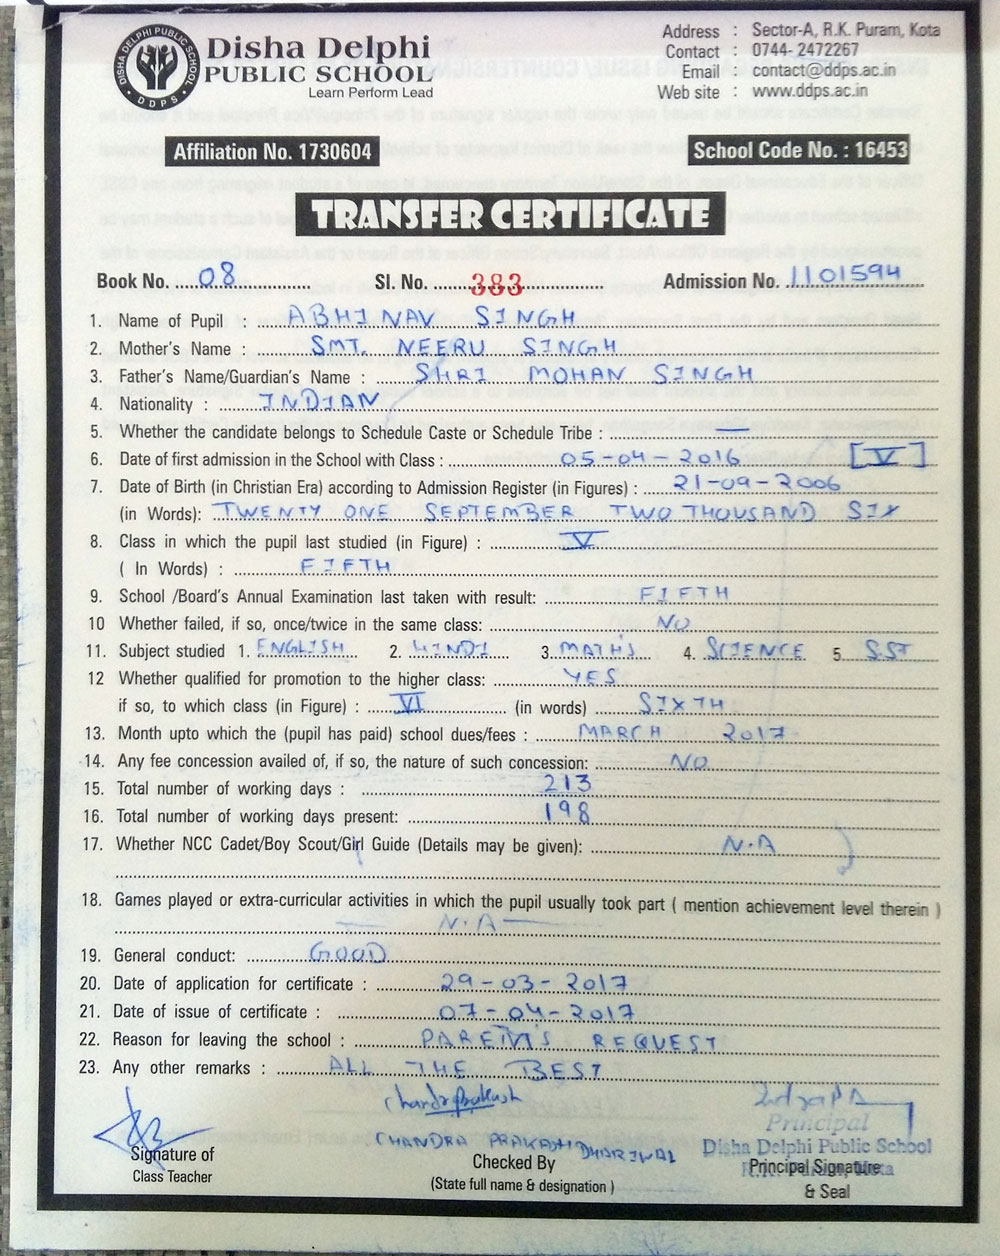 DISHA DELPHI PUBLIC SCHOOL
DDPS
Disha Delphi
PUBLIC SCHOOL
Learn Perform Lead
Address : Sector-A, R.K. Puram, Kota
Contact : 0744- 2472267
Email : contact@ddps.ac.in
Web site : www.ddps.ac.in
Affiliation No. 1730604 School Code No. : 16453
TRANSFER CERTIFICATE
Book No. 08 Sl. No. 383 Admission No. 1101594
1. Name of Pupil : ABHINAV SINGH
2. Mother's Name : SMT. NEERU SINGH
3. Father's Name/Guardian's Name : SHRI MOHAN SINGH
4. Nationality : INDIAN
5. Whether the candidate belongs to Schedule Caste or Schedule Tribe : —
6. Date of first admission in the School with Class : 05-04-2016 [V]
7. Date of Birth (in Christian Era) according to Admission Register (in Figures) : 21-09-2006
(in Words): TWENTY ONE SEPTEMBER TWO THOUSAND SIX
8. Class in which the pupil last studied (in Figure) : V
( In Words) : FIFTH
9. School /Board's Annual Examination last taken with result: FIFTH
10 Whether failed, if so, once/twice in the same class: NO
11. Subject studied 1. ENGLISH 2. HINDI 3. MATHS 4. SCIENCE 5. SST
12 Whether qualified for promotion to the higher class: YES
if so, to which class (in Figure) : VI (in words) SIXTH
13. Month upto which the (pupil has paid) school dues/fees : MARCH 2017
14. Any fee concession availed of, if so, the nature of such concession: NO
15. Total number of working days : 213
16. Total number of working days present: 198
17. Whether NCC Cadet/Boy Scout/Girl Guide (Details may be given): N.A
18. Games played or extra-curricular activities in which the pupil usually took part ( mention achievement level therein )
N.A
19. General conduct: GOOD
20. Date of application for certificate : 29-03-2017
21. Date of issue of certificate : 07-04-2017
22. Reason for leaving the school : PARENT'S REQUEST
23. Any other remarks : ALL THE BEST
Chandraprakash
CHANDRA PRAKASH DHARIWAL
Principal
Disha Delphi Public School
R.K. Puram, Kota
Signature of
Class Teacher
Checked By
(State full name & designation )
Principal Signature
& Seal